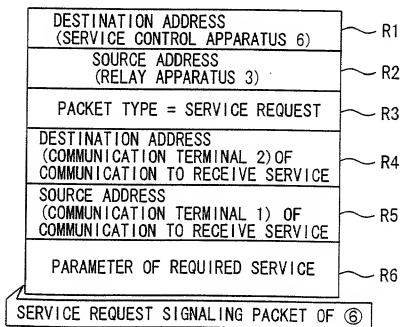 DESTINATION ADDRESS
(SERVICE CONTROL APPARATUS 6)
R1
SOURCE ADDRESS
(RELAY APPARATUS 3)
R2
PACKET TYPE = SERVICE REQUEST
R3
DESTINATION ADDRESS
(COMMUNICATION TERMINAL 2) OF
COMMUNICATION TO RECEIVE SERVICE
R4
SOURCE ADDRESS
(COMMUNICATION TERMINAL 1) OF
COMMUNICATION TO RECEIVE SERVICE
R5
PARAMETER OF REQUIRED SERVICE
R6
SERVICE REQUEST SIGNALING PACKET OF ⑥